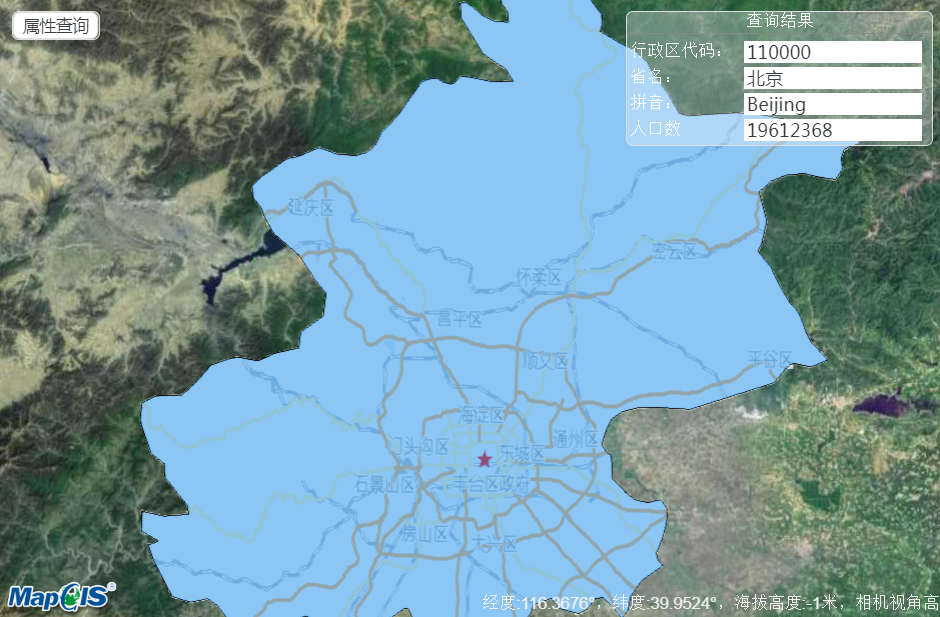 属性查询
查询结果
行政区代码： 110000
省名： 北京
拼音： Beijing
人口数 19612368
延庆区
密云区
怀柔区
昌平区
顺义区
平谷区
海淀区
通州区
门头沟区
东城区
石景山区
丰台区政府
房山区
大兴区
MapGIS®
经度:116.3676°，纬度:39.9524°，海拔高度:-1米，相机视角高